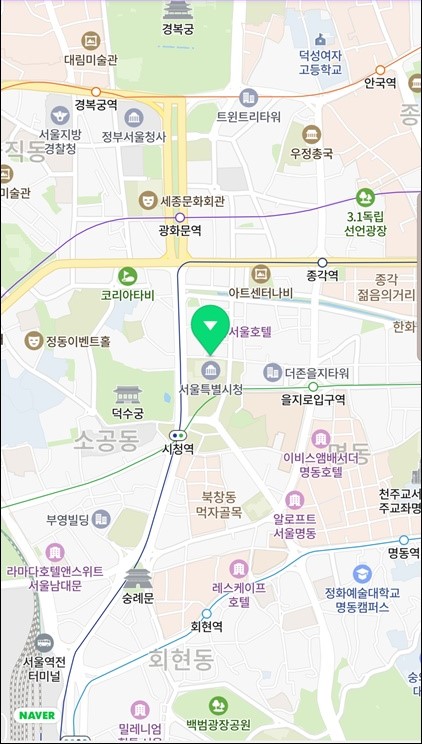 경복궁
대림미술관
덕성여자
고등학교
안국역
경복궁역
트윈트리타워
종
서울지방
경찰청
정부서울청사
우정총국
직동
미술관
세종문화회관
3.1독립
선언광장
광화문역
종각역
코리아타비
아트센터나비
종각
젊음의거리
서울호텔
한화
정동이벤트홀
더존을지타워
서울특별시청
을지로입구역
덕수궁
소공동
시청역
명동
이비스앰배서더
명동호텔
북창동
먹자골목
천주교서
주교좌명
부영빌딩
알로프트
서울명동
명동역
라마다호텔앤스위트
서울남대문
숭례문
레스케이프
호텔
정화예술대학교
명동캠퍼스
회현역
회현동
서울역전
터미널
숭의
NAVER
밀레니엄
백범광장공원